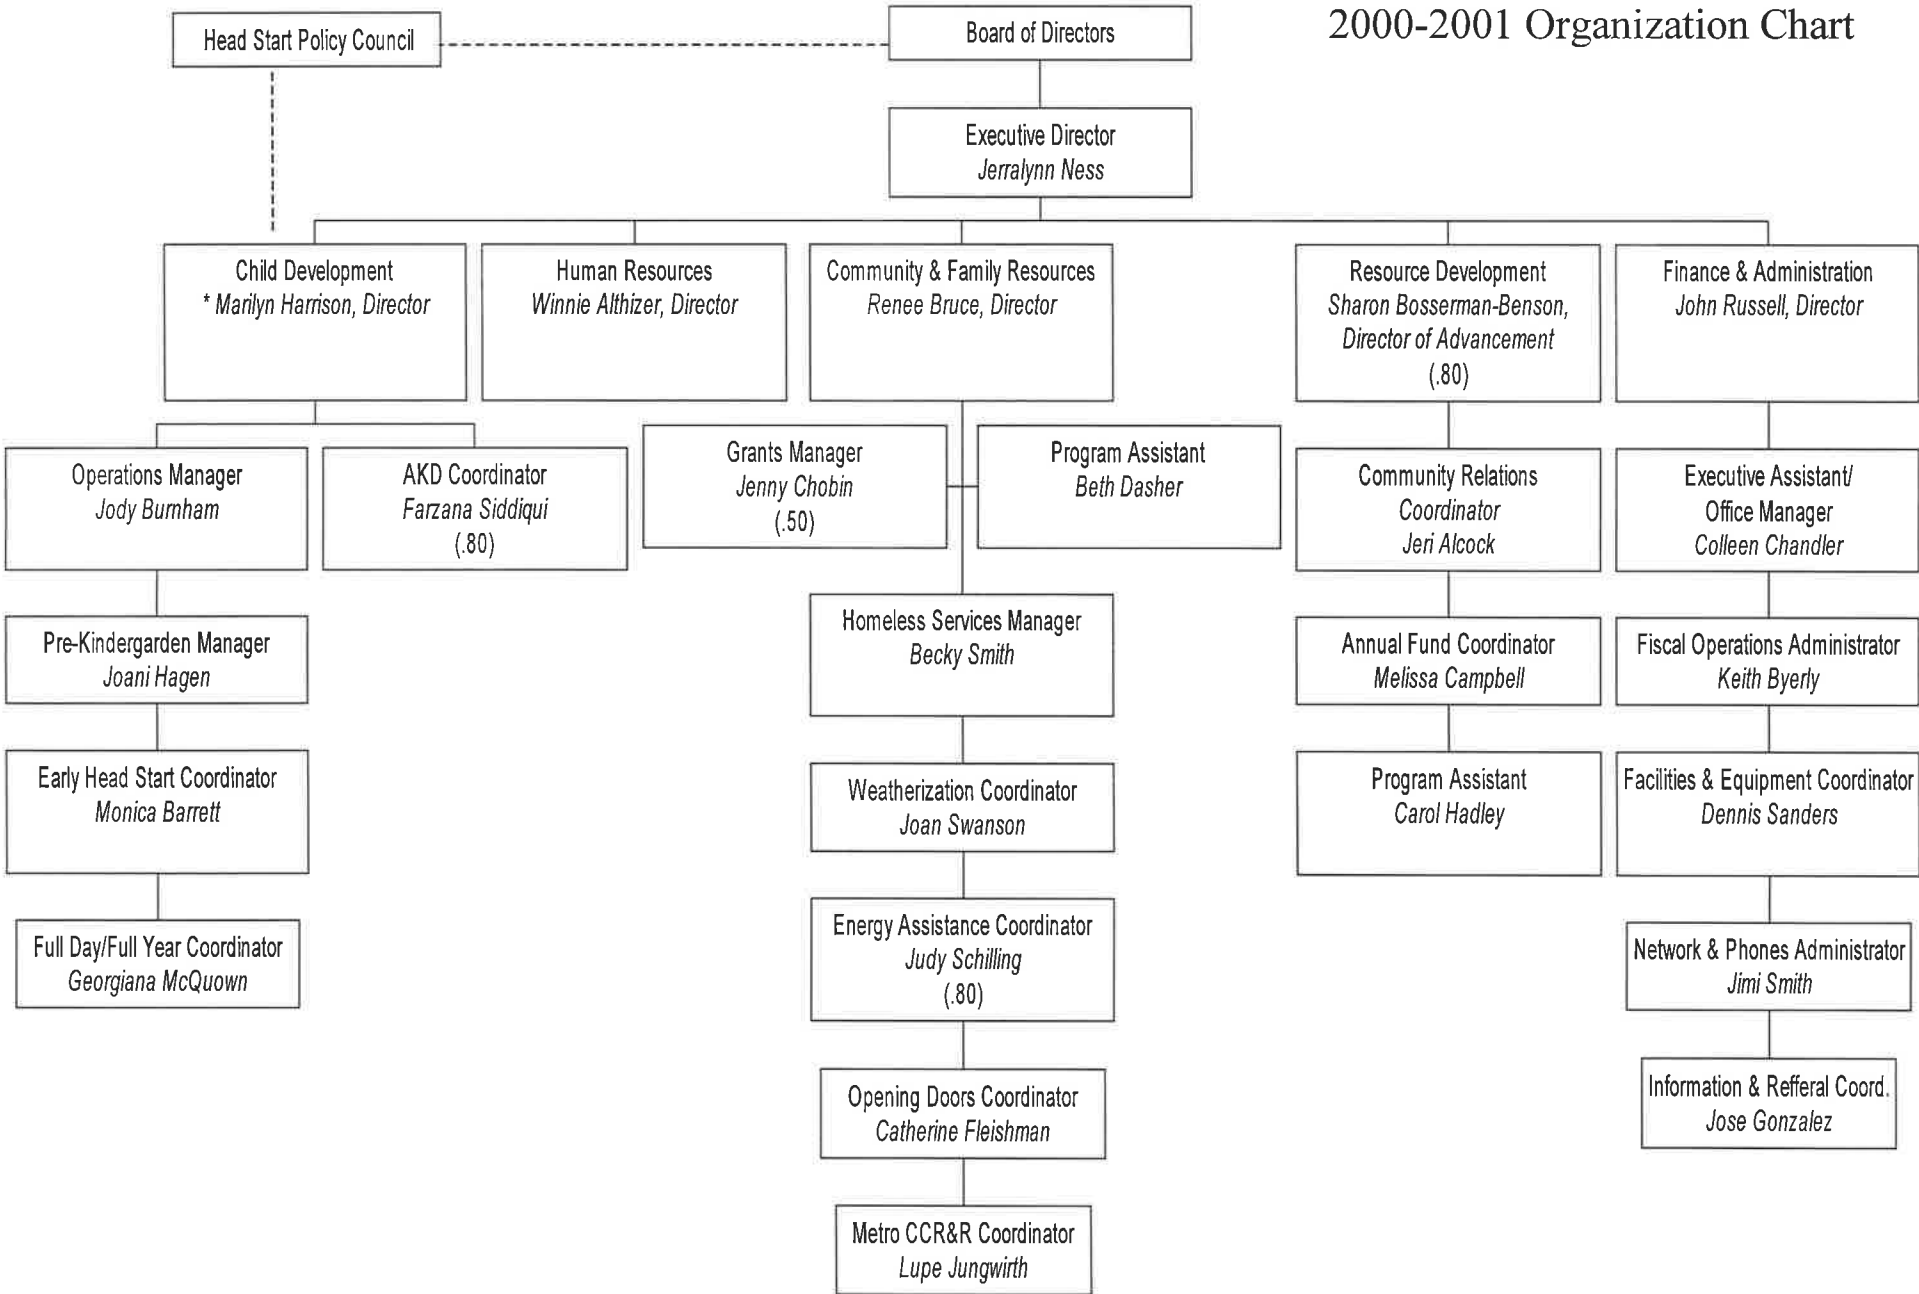 2000-2001 Organization Chart
Head Start Policy Council
Board of Directors
Executive Director
Jerralynn Ness
Child Development
* Marilyn Harrison, Director
Human Resources
Winnie Althizer, Director
Community & Family Resources
Renee Bruce, Director
Resource Development
Sharon Bosserman-Benson,
Director of Advancement
(.80)
Finance & Administration
John Russell, Director
Operations Manager
Jody Burnham
AKD Coordinator
Farzana Siddiqui
(.80)
Grants Manager
Jenny Chobin
(.50)
Program Assistant
Beth Dasher
Community Relations
Coordinator
Jeri Alcock
Executive Assistant/
Office Manager
Colleen Chandler
Pre-Kindergarden Manager
Joani Hagen
Homeless Services Manager
Becky Smith
Annual Fund Coordinator
Melissa Campbell
Fiscal Operations Administrator
Keith Byerly
Early Head Start Coordinator
Monica Barrett
Weatherization Coordinator
Joan Swanson
Program Assistant
Carol Hadley
Facilities & Equipment Coordinator
Dennis Sanders
Full Day/Full Year Coordinator
Georgiana McQuown
Energy Assistance Coordinator
Judy Schilling
(.80)
Network & Phones Administrator
Jimi Smith
Opening Doors Coordinator
Catherine Fleishman
Information & Refferal Coord.
Jose Gonzalez
Metro CCR&R Coordinator
Lupe Jungwirth